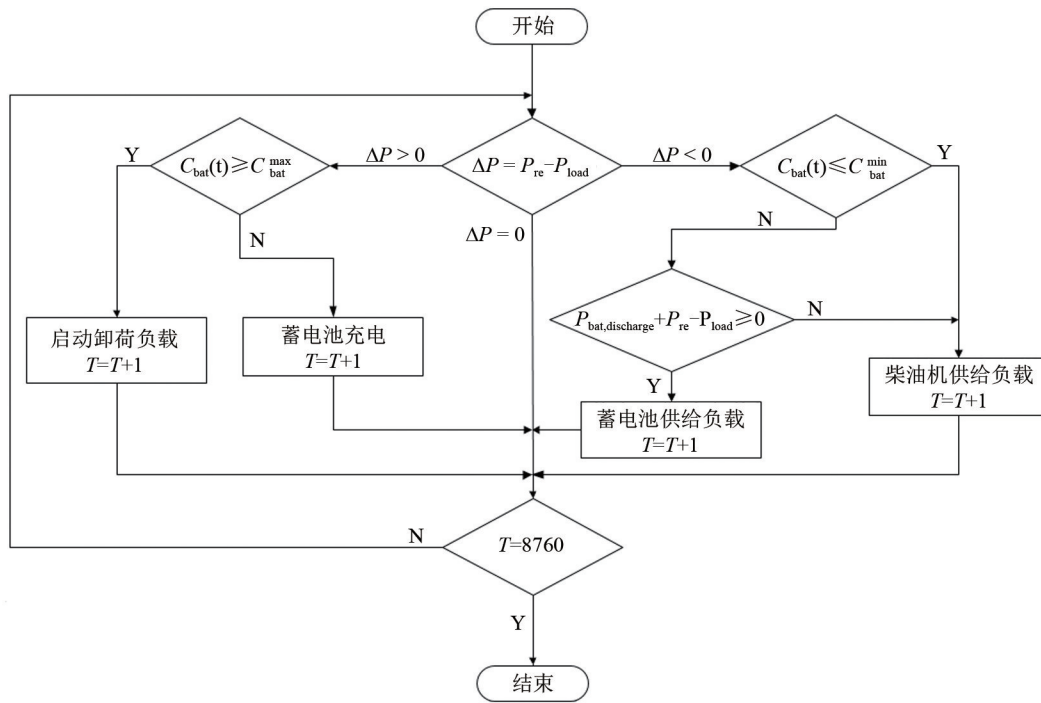 开始
Y
C_bat(t)≥C_bat^max
ΔP > 0
ΔP = P_re−P_load
ΔP < 0
C_bat(t)≤C_bat^min
Y
N
ΔP = 0
N
启动卸荷负载
T=T+1
蓄电池充电
T=T+1
P_bat,discharge+P_re−P_load≥0
N
柴油机供给负载
T=T+1
Y
蓄电池供给负载
T=T+1
N
T=8760
Y
结束